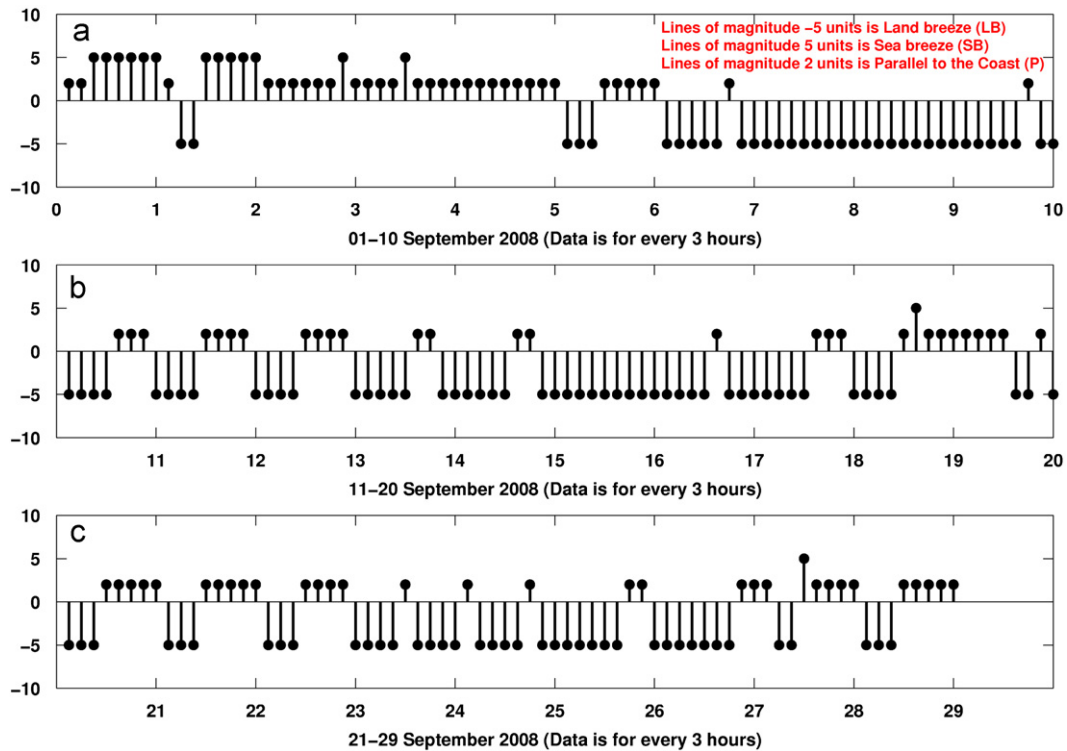 a
Lines of magnitude −5 units is Land breeze (LB)
Lines of magnitude 5 units is Sea breeze (SB)
Lines of magnitude 2 units is Parallel to the Coast (P)
10
5
0
−5
−10
0 1 2 3 4 5 6 7 8 9 10
01−10 September 2008 (Data is for every 3 hours)
b
10
5
0
−5
−10
11 12 13 14 15 16 17 18 19 20
11−20 September 2008 (Data is for every 3 hours)
c
10
5
0
−5
−10
21 22 23 24 25 26 27 28 29
21−29 September 2008 (Data is for every 3 hours)